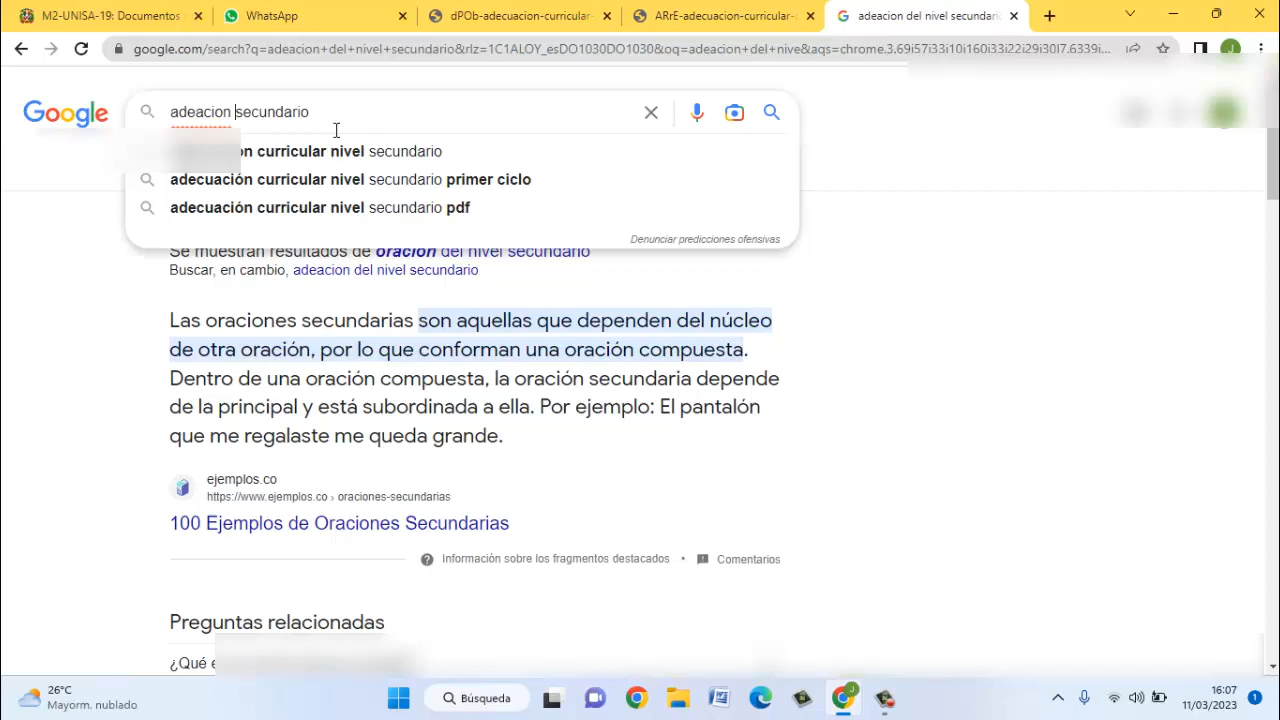 M2-UNISA-19: Documentos
WhatsApp
dPOb-adecuacion-curricular-
ARrE-adecuacion-curricular-
adeacion del nivel secundario
google.com/search?q=adeacion+del+nivel+secundario&rlz=1C1ALOY_esDO1030DO1030&oq=adeacion+del+nive&aqs=chrome.3.69i57i33i10i160i33i22i29i30l7.6339i...
Google
adeacion secundario
n curricular nivel secundario
adecuación curricular nivel secundario primer ciclo
adecuación curricular nivel secundario pdf
Denunciar predicciones ofensivas
Se muestran resultados de oración del nivel secundario
Buscar, en cambio, adeacion del nivel secundario
Las oraciones secundarias son aquellas que dependen del núcleo
de otra oración, por lo que conforman una oración compuesta.
Dentro de una oración compuesta, la oración secundaria depende
de la principal y está subordinada a ella. Por ejemplo: El pantalón
que me regalaste me queda grande.
ejemplos.co
https://www.ejemplos.co › oraciones-secundarias
100 Ejemplos de Oraciones Secundarias
Información sobre los fragmentos destacados • Comentarios
Preguntas relacionadas
¿Qué
26°C
Mayorm. nublado
Búsqueda
16:07
11/03/2023
1